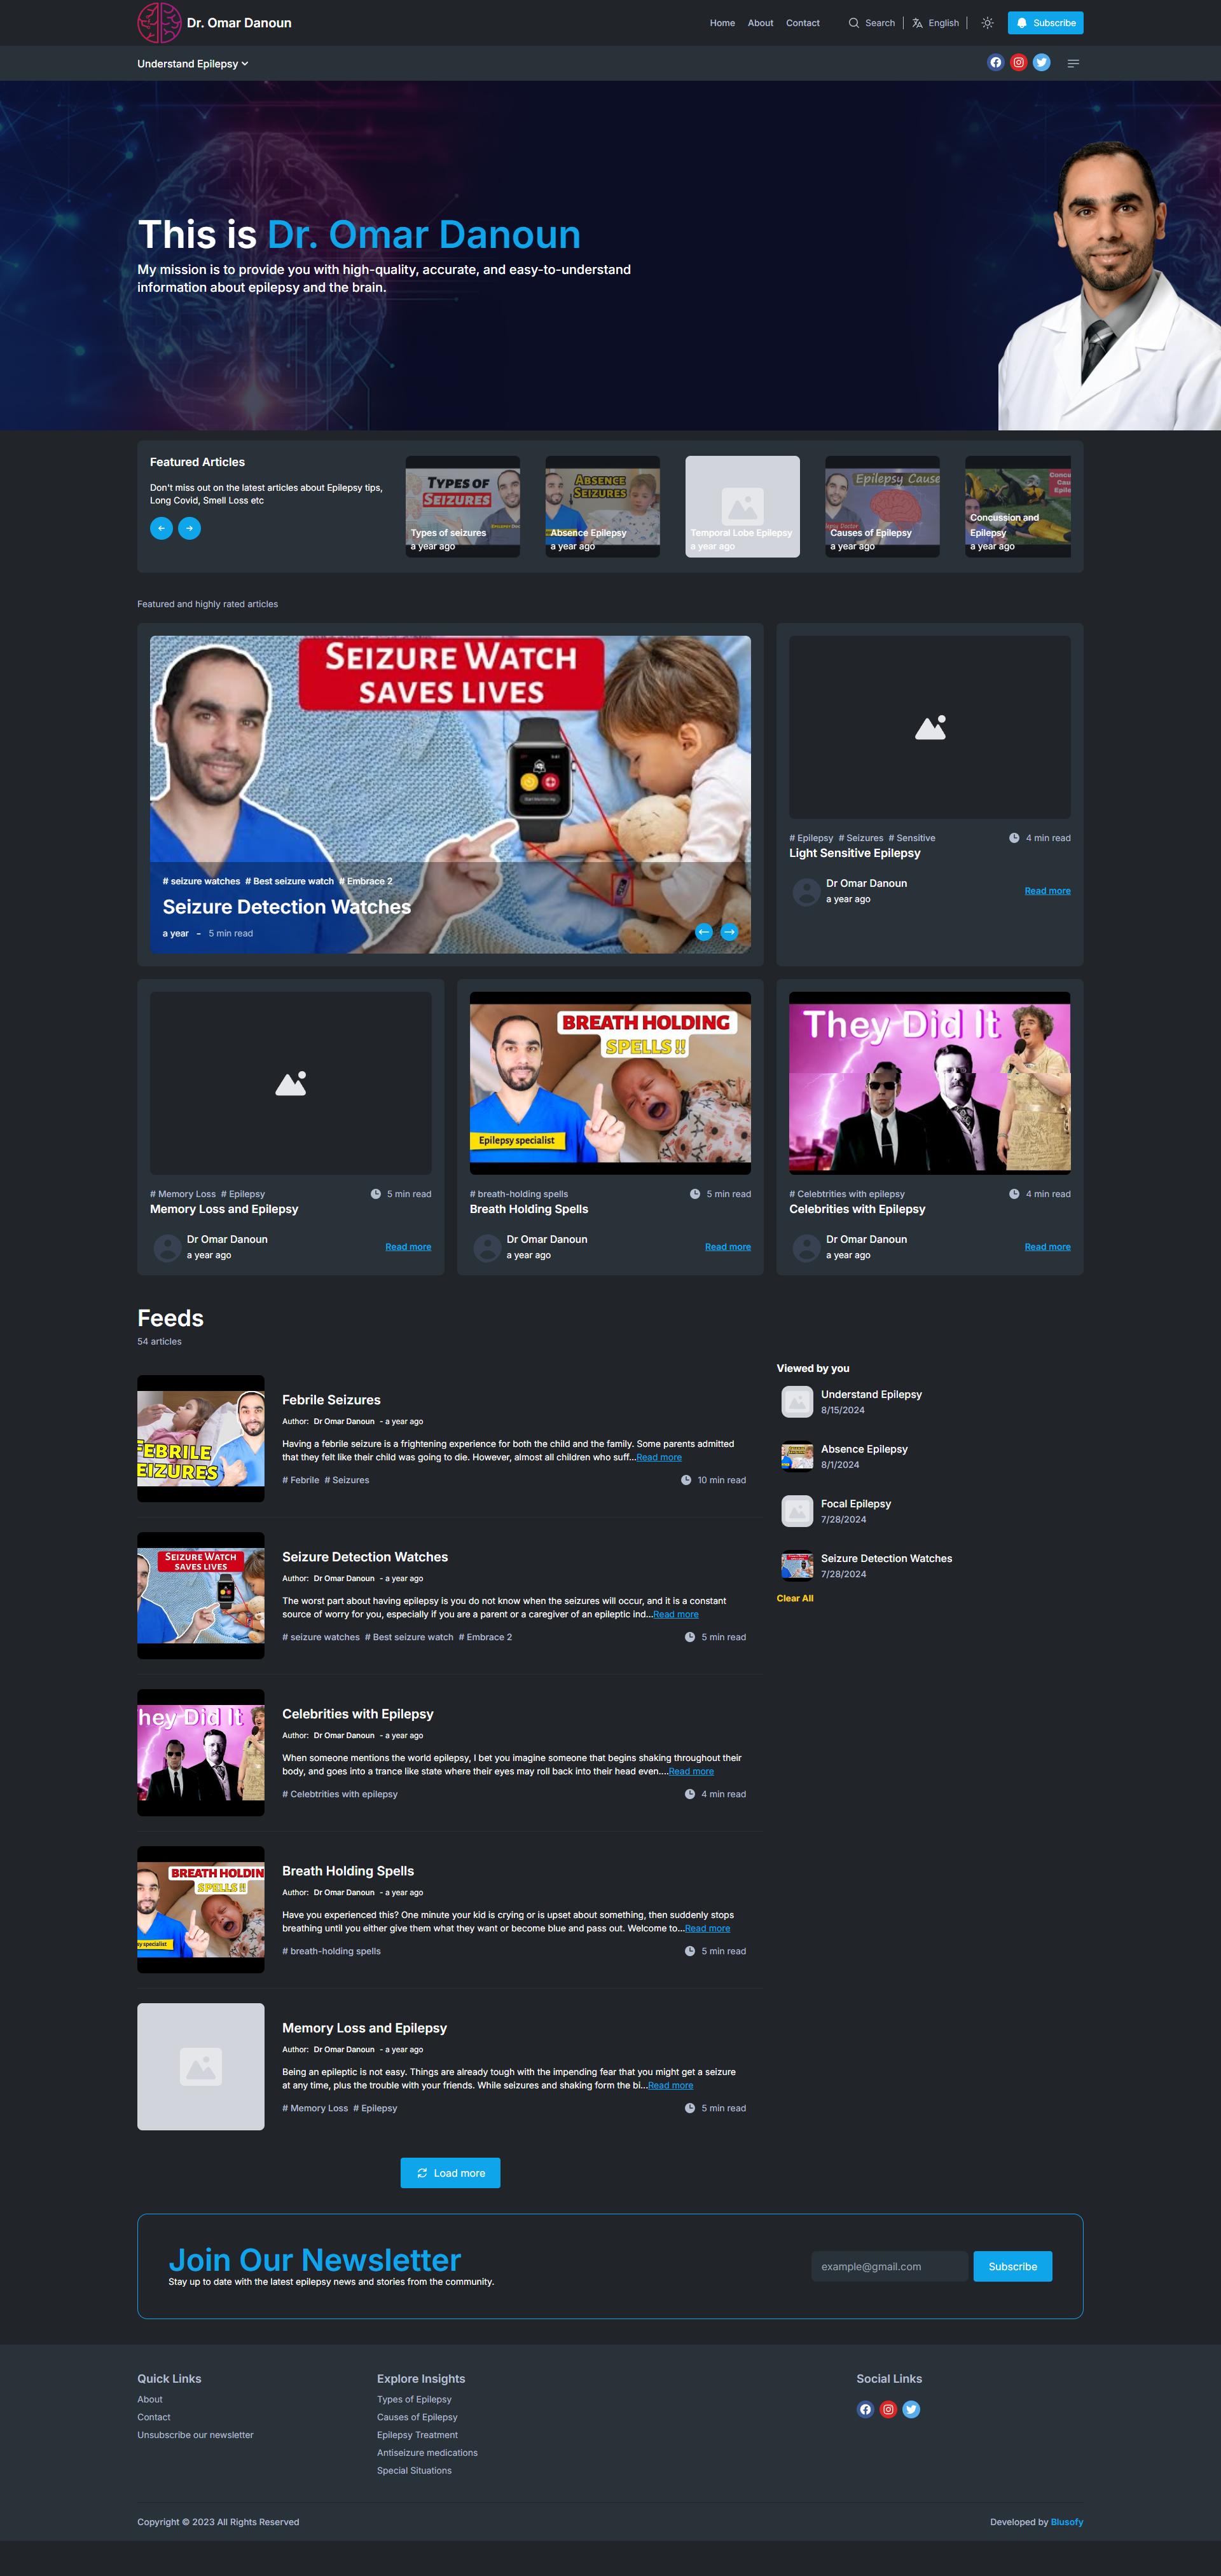 Dr. Omar Danoun
Home About Contact Search English Subscribe
Understand Epilepsy
This is Dr. Omar Danoun
My mission is to provide you with high-quality, accurate, and easy-to-understand
information about epilepsy and the brain.
Featured Articles
Don't miss out on the latest articles about Epilepsy tips,
Long Covid, Smell Loss etc
TYPES OF
SEIZURES
Types of seizures
a year ago
ABSENCE
SEIZURES
Absence Epilepsy
a year ago
Temporal Lobe Epilepsy
a year ago
Epilepsy Cause
Causes of Epilepsy
a year ago
Concussion and
Epilepsy
a year ago
Featured and highly rated articles
SEIZURE WATCH
SAVES LIVES
# seizure watches # Best seizure watch # Embrace 2
Seizure Detection Watches
a year - 5 min read
# Epilepsy # Seizures # Sensitive 4 min read
Light Sensitive Epilepsy
Dr Omar Danoun
a year ago
Read more
# Memory Loss # Epilepsy 5 min read
Memory Loss and Epilepsy
Dr Omar Danoun
a year ago
Read more
BREATH HOLDING
SPELLS !!
Epilepsy specialist
# breath-holding spells 5 min read
Breath Holding Spells
Dr Omar Danoun
a year ago
Read more
They Did It
# Celebtrities with epilepsy 4 min read
Celebrities with Epilepsy
Dr Omar Danoun
a year ago
Read more
Feeds
54 articles
FEBRILE
EIZURES
Febrile Seizures
Author: Dr Omar Danoun - a year ago
Having a febrile seizure is a frightening experience for both the child and the family. Some parents admitted
that they felt like their child was going to die. However, almost all children who suff...Read more
# Febrile # Seizures 10 min read
SEIZURE WATCH
SAVES LIVES
Seizure Detection Watches
Author: Dr Omar Danoun - a year ago
The worst part about having epilepsy is you do not know when the seizures will occur, and it is a constant
source of worry for you, especially if you are a parent or a caregiver of an epileptic ind...Read more
# seizure watches # Best seizure watch # Embrace 2 5 min read
hey Did It
Celebrities with Epilepsy
Author: Dr Omar Danoun - a year ago
When someone mentions the world epilepsy, I bet you imagine someone that begins shaking throughout their
body, and goes into a trance like state where their eyes may roll back into their head even....Read more
# Celebtrities with epilepsy 4 min read
BREATH HOLDIN
SPELLS !!
sy specialist
Breath Holding Spells
Author: Dr Omar Danoun - a year ago
Have you experienced this? One minute your kid is crying or is upset about something, then suddenly stops
breathing until you either give them what they want or become blue and pass out. Welcome to...Read more
# breath-holding spells 5 min read
Memory Loss and Epilepsy
Author: Dr Omar Danoun - a year ago
Being an epileptic is not easy. Things are already tough with the impending fear that you might get a seizure
at any time, plus the trouble with your friends. While seizures and shaking form the bi...Read more
# Memory Loss # Epilepsy 5 min read
Load more
Viewed by you
Understand Epilepsy
8/15/2024
Absence Epilepsy
8/1/2024
Focal Epilepsy
7/28/2024
Seizure Detection Watches
7/28/2024
Clear All
Join Our Newsletter
Stay up to date with the latest epilepsy news and stories from the community.
example@gmail.com Subscribe
Quick Links
About
Contact
Unsubscribe our newsletter
Explore Insights
Types of Epilepsy
Causes of Epilepsy
Epilepsy Treatment
Antiseizure medications
Special Situations
Social Links
Copyright © 2023 All Rights Reserved
Developed by Blusofy